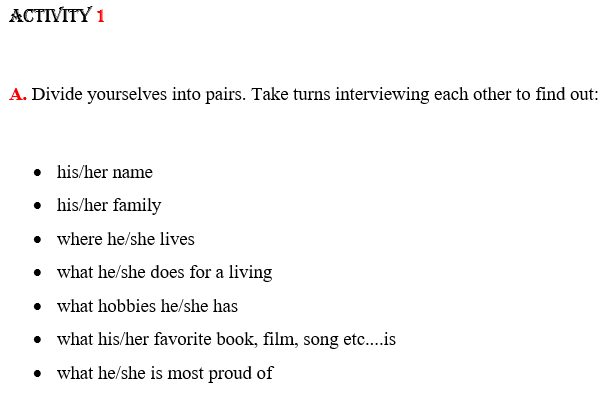 ACTIVITY 1
A. Divide yourselves into pairs. Take turns interviewing each other to find out:
• his/her name
• his/her family
• where he/she lives
• what he/she does for a living
• what hobbies he/she has
• what his/her favorite book, film, song etc....is
• what he/she is most proud of